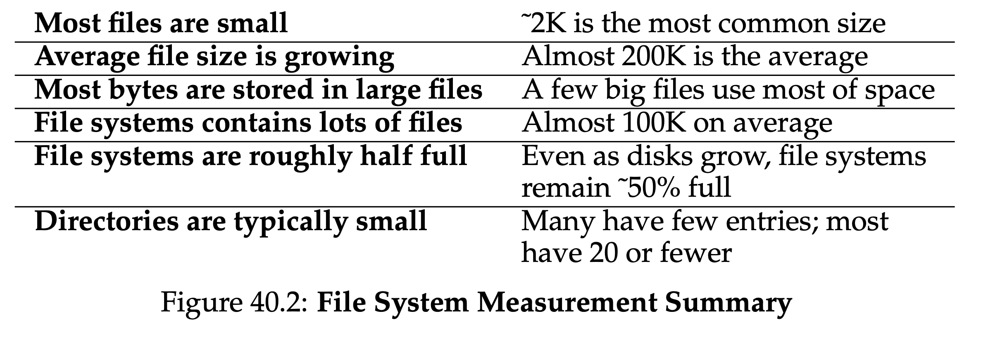 Most files are small ˜2K is the most common size
Average file size is growing Almost 200K is the average
Most bytes are stored in large files A few big files use most of space
File systems contains lots of files Almost 100K on average
File systems are roughly half full Even as disks grow, file systems
remain ˜50% full
Directories are typically small Many have few entries; most
have 20 or fewer
Figure 40.2: File System Measurement Summary